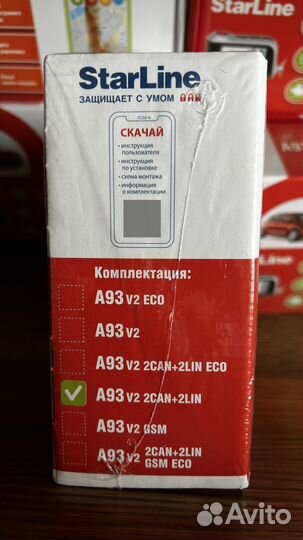 StarLine
ЗАЩИЩАЕТ С УМОМ
СКАЧАЙ
• инструкция
пользователя
• инструкция
по установке
• схема монтажа
• информация
о комплектации
Комплектация:
A93 V2 ECO
A93 V2
A93 V2 2CAN+2LIN ECO
A93 V2 2CAN+2LIN
A93 V2 GSM
A93 V2 2CAN+2LIN
GSM ECO
StarLine
StarLine
Avito